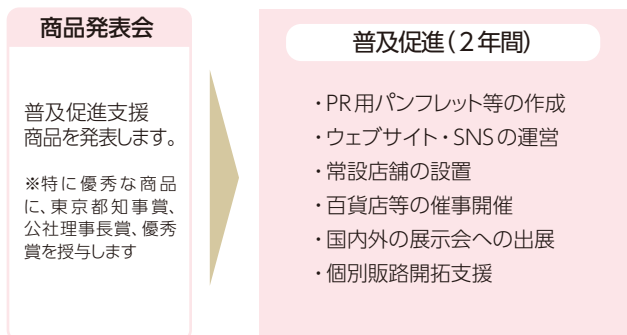 商品発表会
普及促進支援
商品を発表します。
※特に優秀な商品
に、東京都知事賞、
公社理事長賞、優秀
賞を授与します
普及促進(2年間)
・PR用パンフレット等の作成
・ウェブサイト・SNSの運営
・常設店舗の設置
・百貨店等の催事開催
・国内外の展示会への出展
・個別販路開拓支援